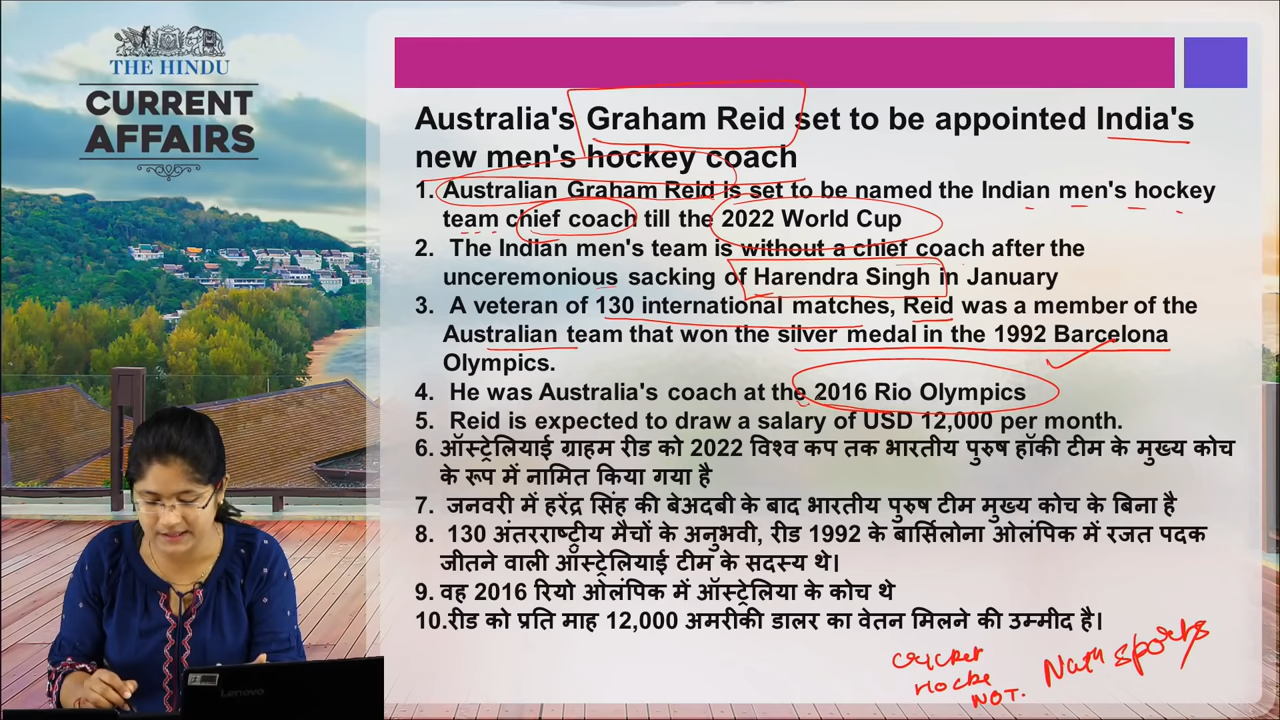 THE HINDU
CURRENT
AFFAIRS
Australia's Graham Reid set to be appointed India's
new men's hockey coach
1. Australian Graham Reid is set to be named the Indian men's hockey
team chief coach till the 2022 World Cup
2. The Indian men's team is without a chief coach after the
unceremonious sacking of Harendra Singh in January
3. A veteran of 130 international matches, Reid was a member of the
Australian team that won the silver medal in the 1992 Barcelona
Olympics.
4. He was Australia's coach at the 2016 Rio Olympics
5. Reid is expected to draw a salary of USD 12,000 per month.
6. ऑस्ट्रेलियाई ग्राहम रीड को 2022 विश्व कप तक भारतीय पुरुष हॉकी टीम के मुख्य कोच
के रूप में नामित किया गया है
7. जनवरी में हरेंद्र सिंह की बेअदबी के बाद भारतीय पुरुष टीम मुख्य कोच के बिना है
8. 130 अंतरराष्ट्रीय मैचों के अनुभवी, रीड 1992 के बार्सिलोना ओलंपिक में रजत पदक
जीतने वाली ऑस्ट्रेलियाई टीम के सदस्य थे।
9. वह 2016 रियो ओलंपिक में ऑस्ट्रेलिया के कोच थे
10.रीड को प्रति माह 12,000 अमरीकी डालर का वेतन मिलने की उम्मीद है।
cricket
Hocke
NOT.
sports
Lenovo